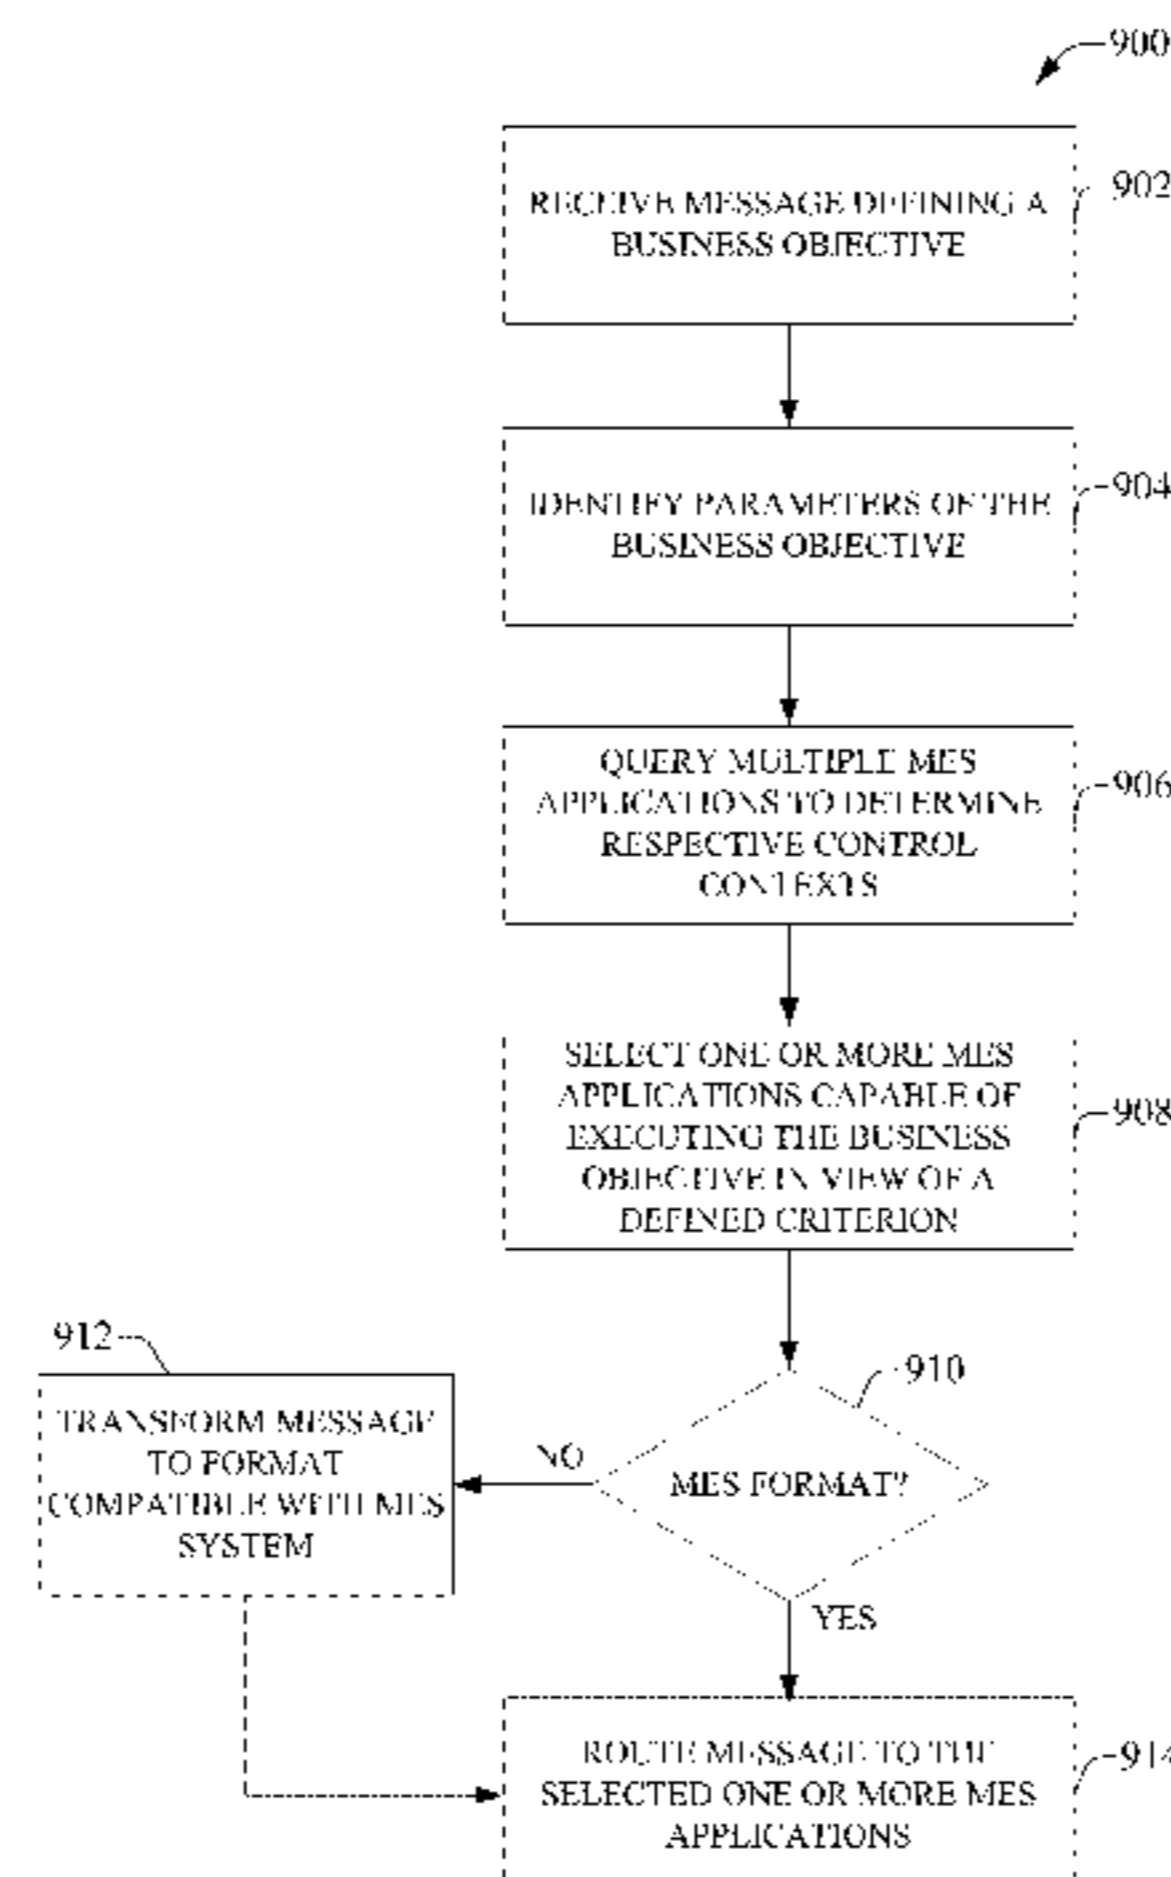 900
RECEIVE MESSAGE DEFINING A
BUSINESS OBJECTIVE
902
IDENTIFY PARAMETERS OF THE
BUSINESS OBJECTIVE
904
QUERY MULTIPLE MES
APPLICATIONS TO DETERMINE
RESPECTIVE CONTROL
CONTEXTS
906
SELECT ONE OR MORE MES
APPLICATIONS CAPABLE OF
EXECUTING THE BUSINESS
OBJECTIVE IN VIEW OF A
DEFINED CRITERION
908
912
910
TRANSFORM MESSAGE
TO FORMAT
COMPATIBLE WITH MES
SYSTEM
NO
MES FORMAT?
YES
ROUTE MESSAGE TO THE
SELECTED ONE OR MORE MES
APPLICATIONS
914